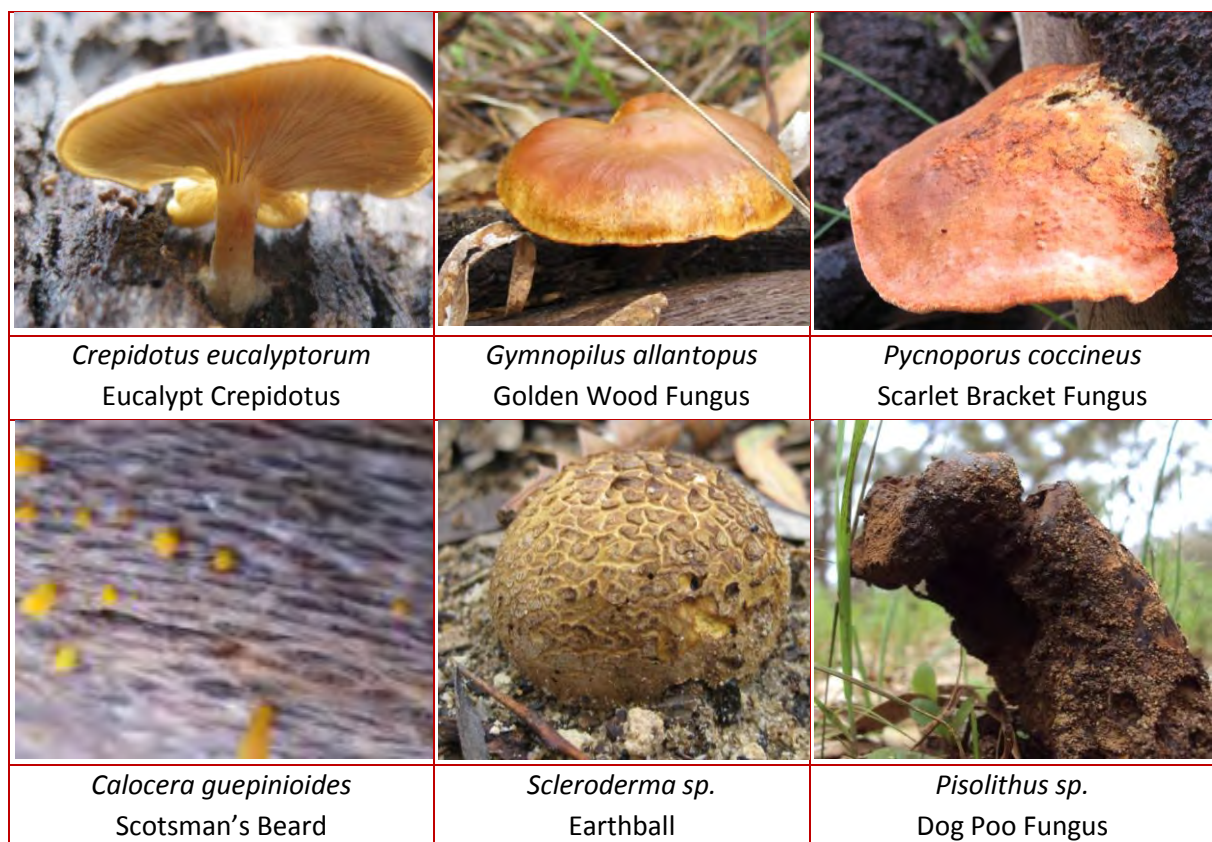 Crepidotus eucalyptorum
Eucalypt Crepidotus
Gymnopilus allantopus
Golden Wood Fungus
Pycnoporus coccineus
Scarlet Bracket Fungus
Calocera guepinioides
Scotsman’s Beard
Scleroderma sp.
Earthball
Pisolithus sp.
Dog Poo Fungus